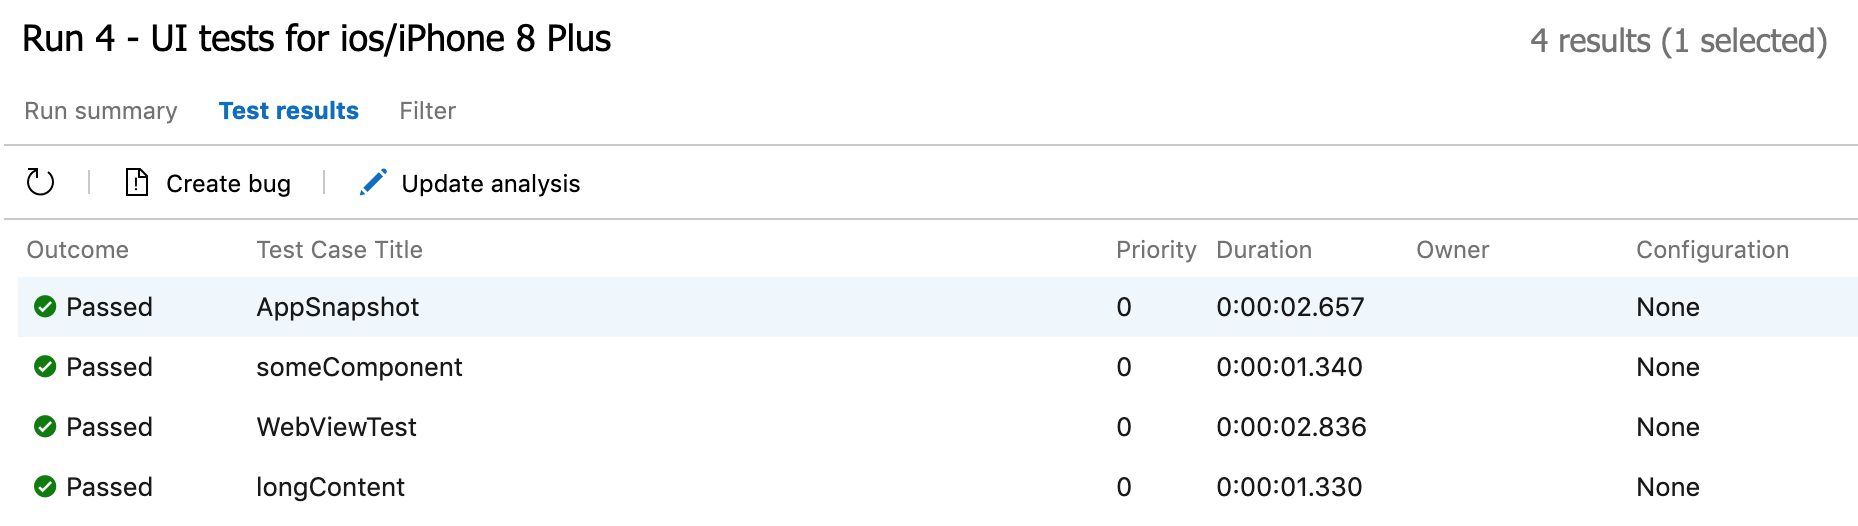 Run 4 - UI tests for ios/iPhone 8 Plus
4 results (1 selected)
Run summary Test results Filter
Create bug Update analysis
Outcome Test Case Title Priority Duration Owner Configuration
Passed AppSnapshot 0 0:00:02.657 None
Passed someComponent 0 0:00:01.340 None
Passed WebViewTest 0 0:00:02.836 None
Passed longContent 0 0:00:01.330 None